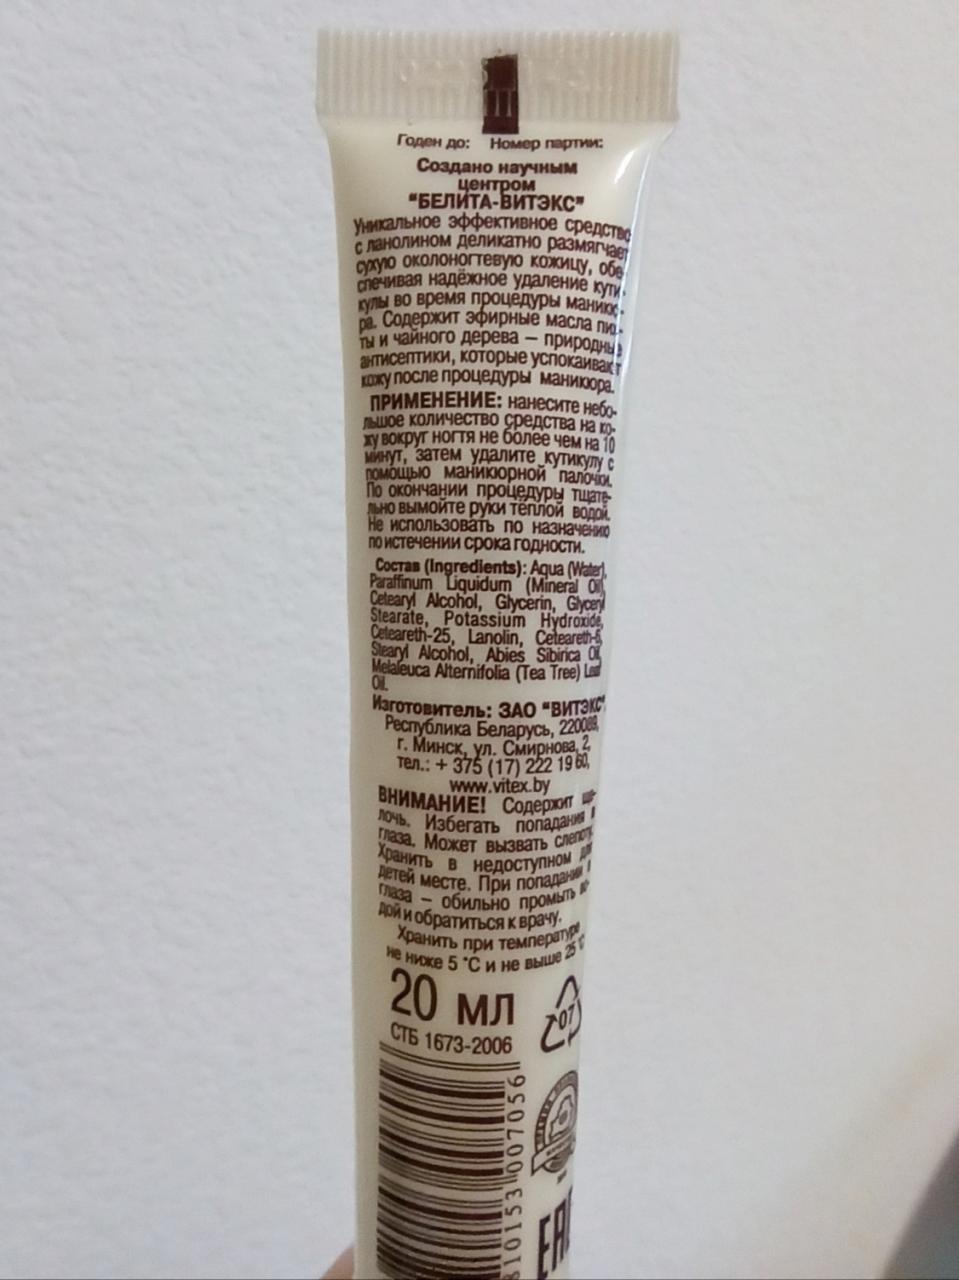 Годен до: Номер партии:
Создано научным
центром
"БЕЛИТА-ВИТЭКС"
Уникальное эффективное средство
с ланолином деликатно размягчает
сухую околоногтевую кожицу, обе-
спечивая надёжное удаление кути-
кулы во время процедуры маникю-
ра. Содержит эфирные масла пих-
ты и чайного дерева – природные
антисептики, которые успокаивают
кожу после процедуры маникюра.
ПРИМЕНЕНИЕ: нанесите небо-
льшое количество средства на ко-
жу вокруг ногтя не более чем на 10
минут, затем удалите кутикулу с
помощью маникюрной палочки.
По окончании процедуры тщате-
льно вымойте руки тёплой водой.
Не использовать по назначению
по истечении срока годности.
Состав (Ingredients): Aqua (Water),
Paraffinum Liquidum (Mineral Oil),
Cetearyl Alcohol, Glycerin, Glyceryl
Stearate, Potassium Hydroxide,
Ceteareth-25, Lanolin, Ceteareth-6,
Stearyl Alcohol, Abies Sibirica Oil,
Melaleuca Alternifolia (Tea Tree) Leaf
Oil.
Изготовитель: ЗАО "ВИТЭКС",
Республика Беларусь, 220089,
г. Минск, ул. Смирнова, 2,
тел.: + 375 (17) 222 19 60,
www.vitex.by
ВНИМАНИЕ! Содержит ще-
лочь. Избегать попадания в
глаза. Может вызвать слепоту.
Хранить в недоступном для
детей месте. При попадании в
глаза – обильно промыть во-
дой и обратиться к врачу.
Хранить при температуре
не ниже 5 °С и не выше 25 °С
20 мл
07
СТБ 1673-2006
810153 007056
EAC